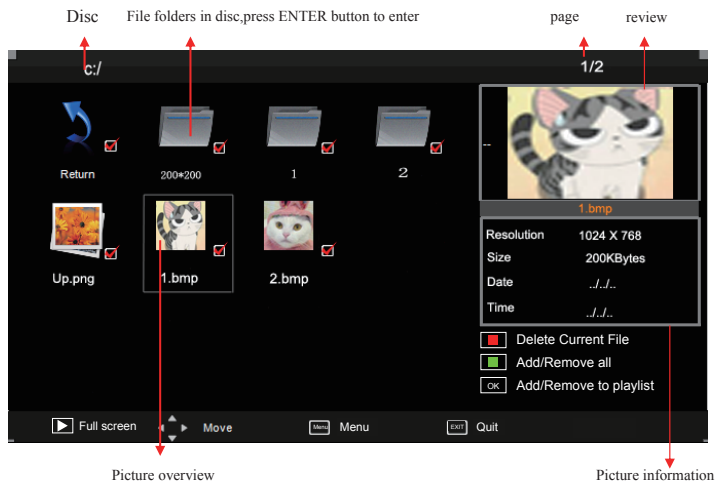 Disc File folders in disc,press ENTER button to enter page review
c:/ 1/2
Return 200*200 1 2
--
1.bmp
Resolution 1024 X 768
Size 200KBytes
Date ../../..
Time ../../..
Up.png 1.bmp 2.bmp
Delete Current File
Add/Remove all
OK Add/Remove to playlist
Full screen Move Menu Menu EXIT Quit
Picture overview Picture information